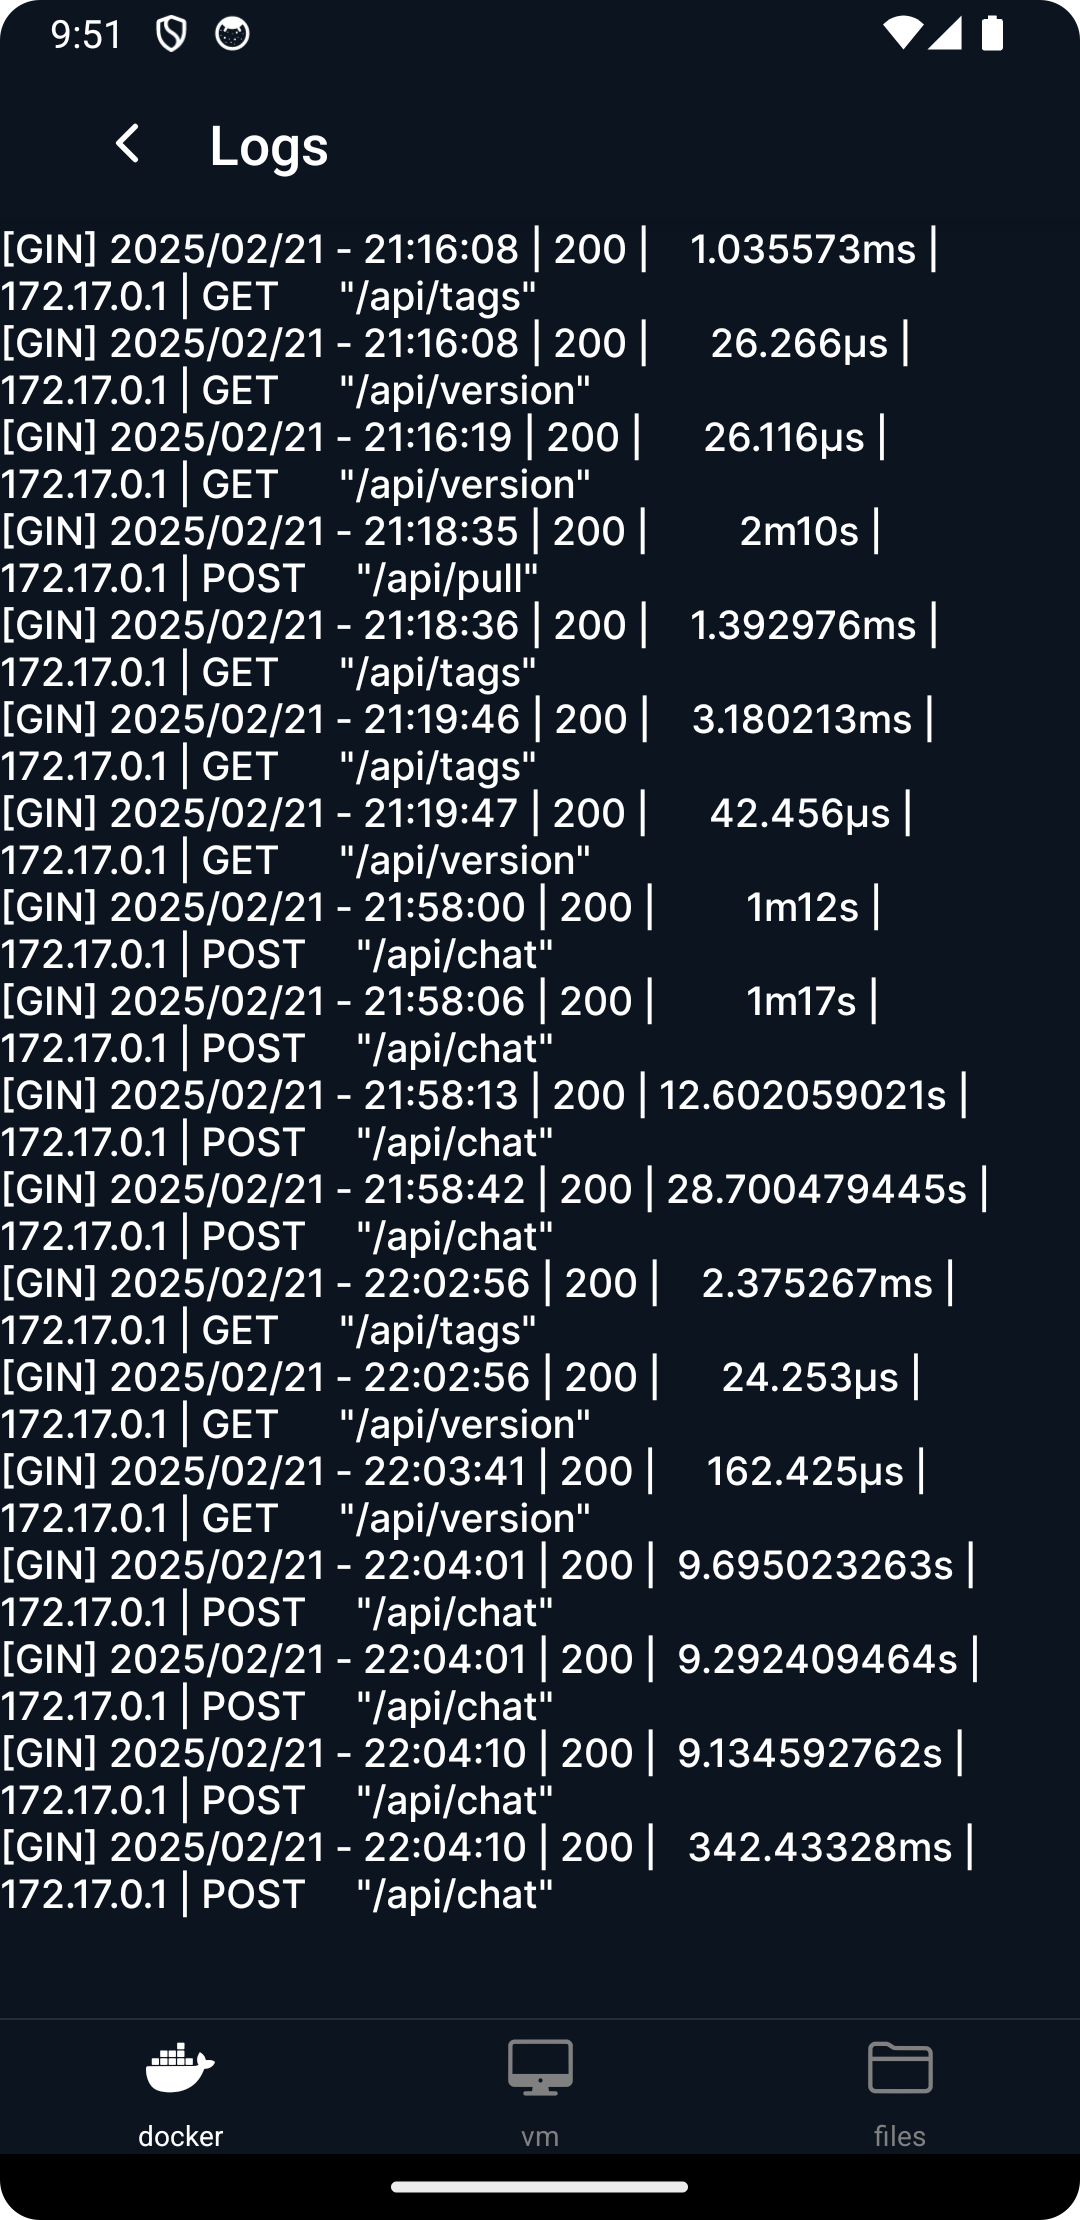 9:51
Logs
[GIN] 2025/02/21 - 21:16:08 | 200 | 1.035573ms |
172.17.0.1 | GET "/api/tags"
[GIN] 2025/02/21 - 21:16:08 | 200 | 26.266µs |
172.17.0.1 | GET "/api/version"
[GIN] 2025/02/21 - 21:16:19 | 200 | 26.116µs |
172.17.0.1 | GET "/api/version"
[GIN] 2025/02/21 - 21:18:35 | 200 | 2m10s |
172.17.0.1 | POST "/api/pull"
[GIN] 2025/02/21 - 21:18:36 | 200 | 1.392976ms |
172.17.0.1 | GET "/api/tags"
[GIN] 2025/02/21 - 21:19:46 | 200 | 3.180213ms |
172.17.0.1 | GET "/api/tags"
[GIN] 2025/02/21 - 21:19:47 | 200 | 42.456µs |
172.17.0.1 | GET "/api/version"
[GIN] 2025/02/21 - 21:58:00 | 200 | 1m12s |
172.17.0.1 | POST "/api/chat"
[GIN] 2025/02/21 - 21:58:06 | 200 | 1m17s |
172.17.0.1 | POST "/api/chat"
[GIN] 2025/02/21 - 21:58:13 | 200 | 12.602059021s |
172.17.0.1 | POST "/api/chat"
[GIN] 2025/02/21 - 21:58:42 | 200 | 28.700479445s |
172.17.0.1 | POST "/api/chat"
[GIN] 2025/02/21 - 22:02:56 | 200 | 2.375267ms |
172.17.0.1 | GET "/api/tags"
[GIN] 2025/02/21 - 22:02:56 | 200 | 24.253µs |
172.17.0.1 | GET "/api/version"
[GIN] 2025/02/21 - 22:03:41 | 200 | 162.425µs |
172.17.0.1 | GET "/api/version"
[GIN] 2025/02/21 - 22:04:01 | 200 | 9.695023263s |
172.17.0.1 | POST "/api/chat"
[GIN] 2025/02/21 - 22:04:01 | 200 | 9.292409464s |
172.17.0.1 | POST "/api/chat"
[GIN] 2025/02/21 - 22:04:10 | 200 | 9.134592762s |
172.17.0.1 | POST "/api/chat"
[GIN] 2025/02/21 - 22:04:10 | 200 | 342.43328ms |
172.17.0.1 | POST "/api/chat"
docker
vm
files